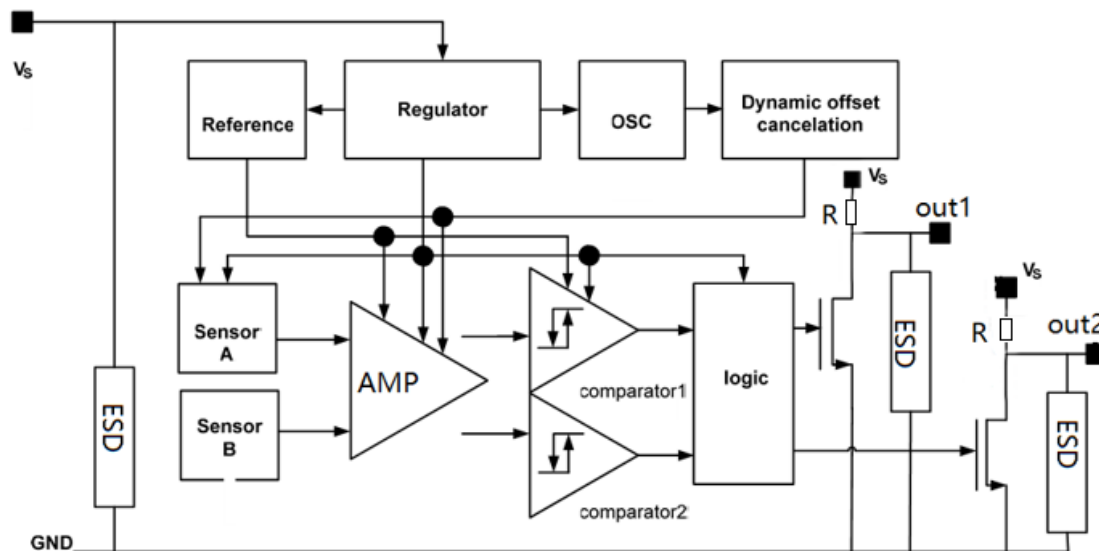 Vs
Reference
Regulator
OSC
Dynamic offset
cancelation
Vs
R
out1
Vs
R
out2
Sensor
A
AMP
comparator1
logic
ESD
ESD
Sensor
B
comparator2
ESD
GND